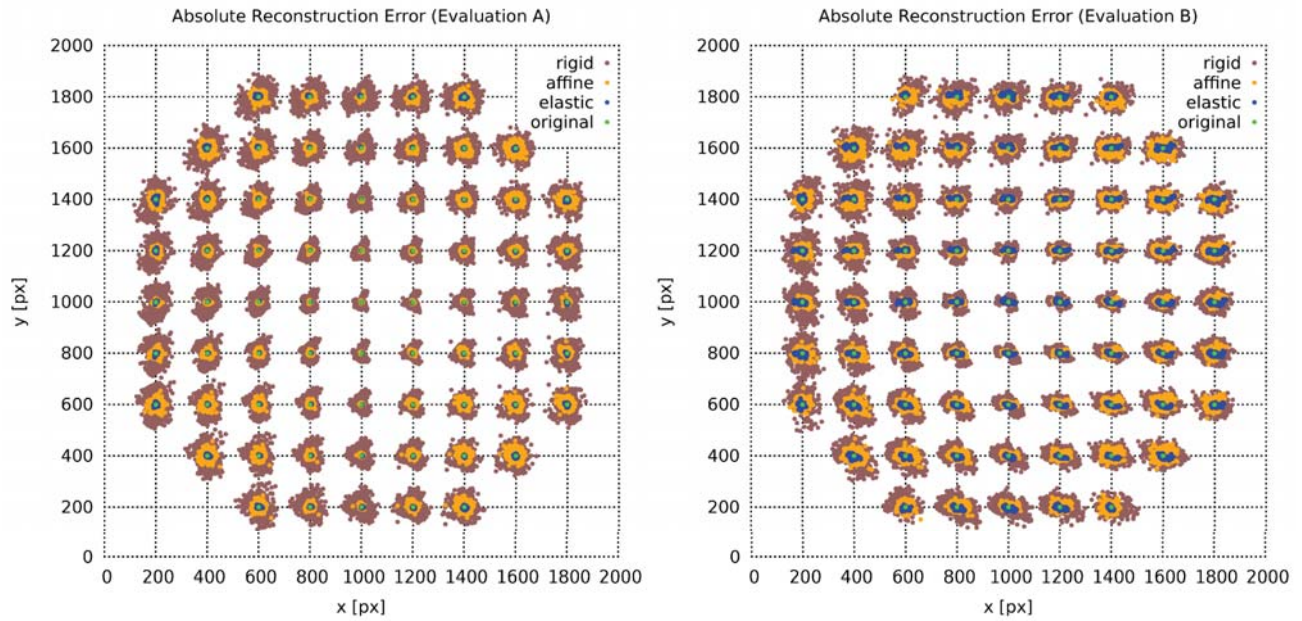 Absolute Reconstruction Error (Evaluation A)
2000
1800
1600
1400
1200
1000
800
600
400
200
0
y [px]
rigid
affine
elastic
original
0 200 400 600 800 1000 1200 1400 1600 1800 2000
x [px]
Absolute Reconstruction Error (Evaluation B)
2000
1800
1600
1400
1200
1000
800
600
400
200
0
y [px]
rigid
affine
elastic
original
0 200 400 600 800 1000 1200 1400 1600 1800 2000
x [px]